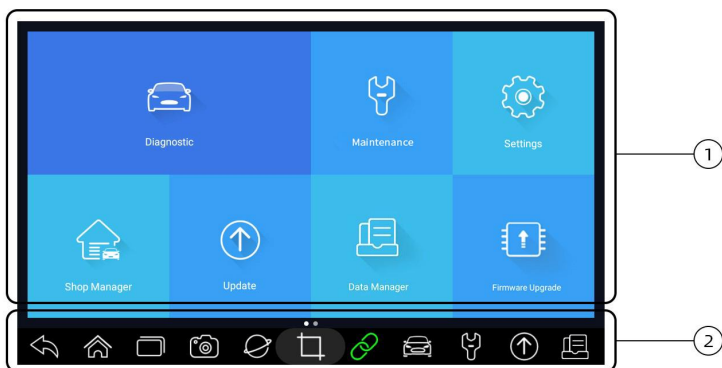 Diagnostic
Maintenance
Settings
1
Shop Manager
Update
Data Manager
Firmware Upgrade
2